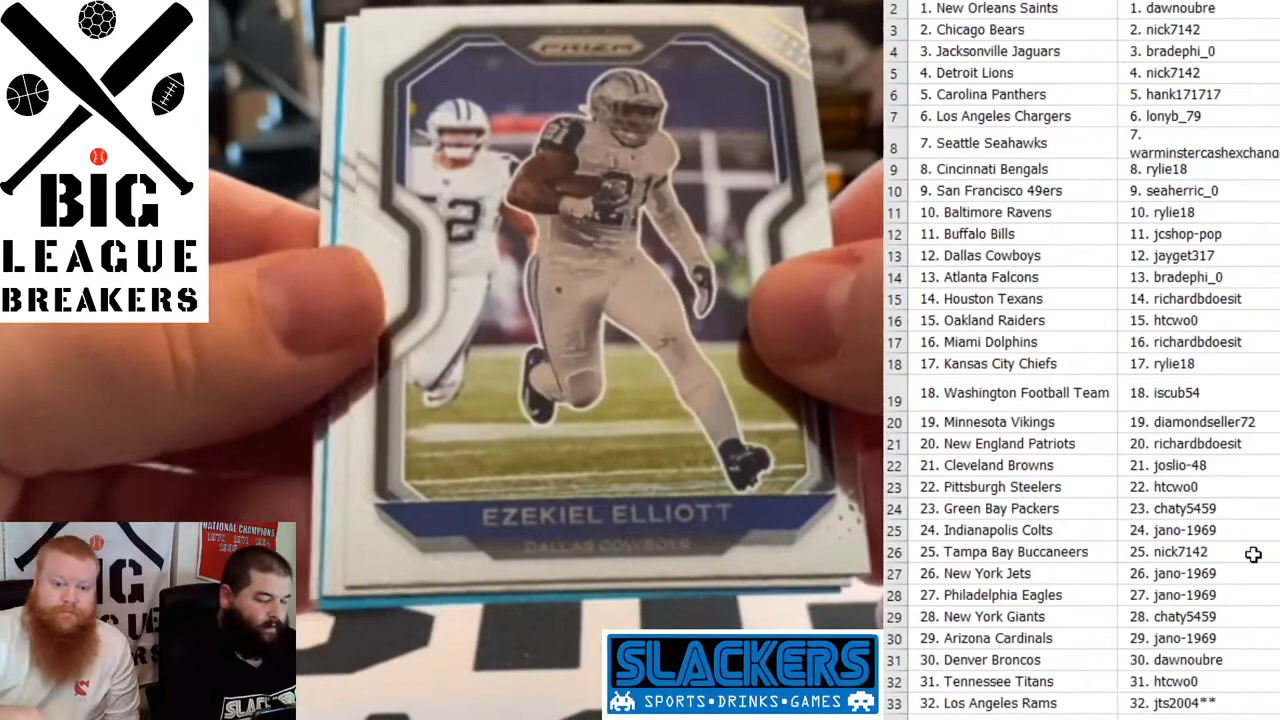 BIG
LEAGUE
BREAKERS
PRIZM
21
52
EZEKIEL ELLIOTT
DALLAS COWBOYS
NATIONAL CHAMPIONS
SLACKERS
SPORTS•DRINKS•GAMES
2 1. New Orleans Saints 1. dawnoubre
3 2. Chicago Bears 2. nick7142
4 3. Jacksonville Jaguars 3. bradephi_0
5 4. Detroit Lions 4. nick7142
6 5. Carolina Panthers 5. hank171717
7 6. Los Angeles Chargers 6. lonyb_79
8 7. Seattle Seahawks 7. warminstercashexchang
9 8. Cincinnati Bengals 8. rylie18
10 9. San Francisco 49ers 9. seaherric_0
11 10. Baltimore Ravens 10. rylie18
12 11. Buffalo Bills 11. jcshop-pop
13 12. Dallas Cowboys 12. jayget317
14 13. Atlanta Falcons 13. bradephi_0
15 14. Houston Texans 14. richardbdoesit
16 15. Oakland Raiders 15. htcwo0
17 16. Miami Dolphins 16. richardbdoesit
18 17. Kansas City Chiefs 17. rylie18
19 18. Washington Football Team 18. iscub54
20 19. Minnesota Vikings 19. diamondseller72
21 20. New England Patriots 20. richardbdoesit
22 21. Cleveland Browns 21. joslio-48
23 22. Pittsburgh Steelers 22. htcwo0
24 23. Green Bay Packers 23. chaty5459
25 24. Indianapolis Colts 24. jano-1969
26 25. Tampa Bay Buccaneers 25. nick7142
27 26. New York Jets 26. jano-1969
28 27. Philadelphia Eagles 27. jano-1969
29 28. New York Giants 28. chaty5459
30 29. Arizona Cardinals 29. jano-1969
31 30. Denver Broncos 30. dawnoubre
32 31. Tennessee Titans 31. htcwo0
33 32. Los Angeles Rams 32. jts2004**